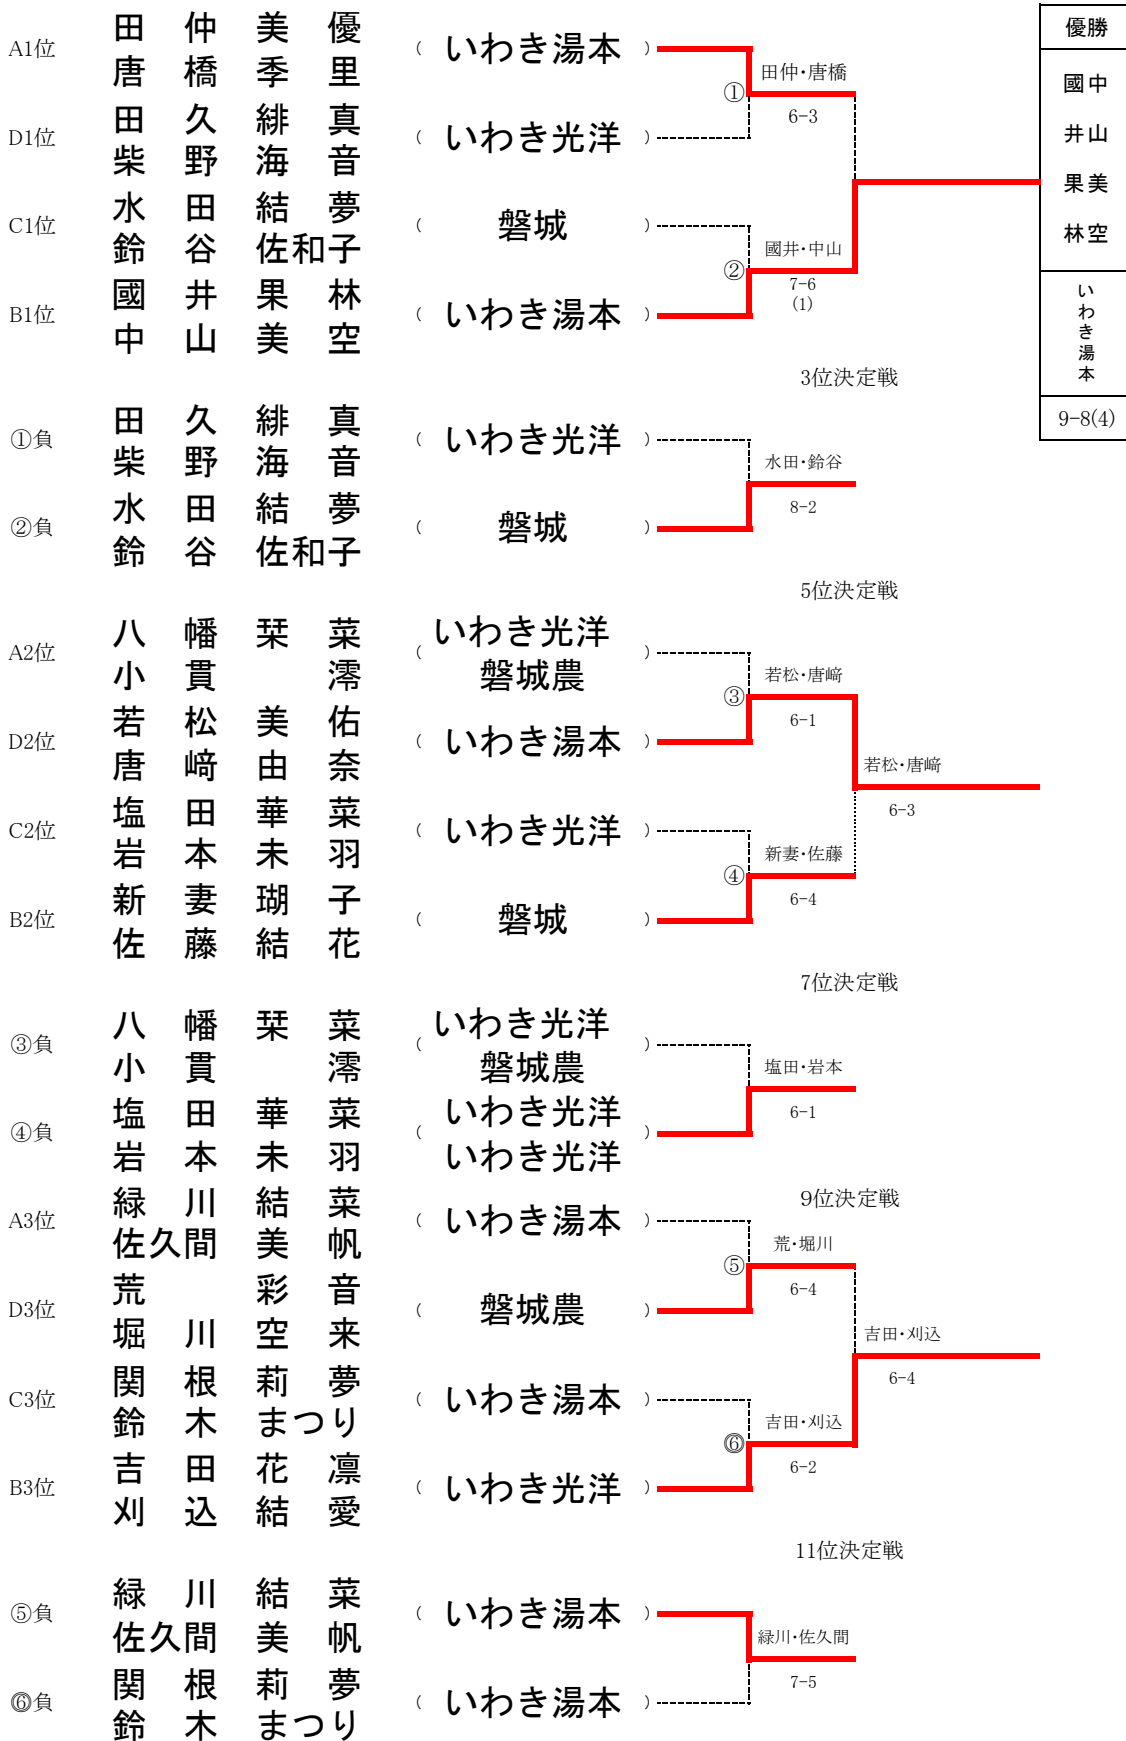 A1位 田仲美優 唐橋季里 （ いわき湯本 ）
田仲・唐橋
① 6-3
D1位 田久緋真 柴野海音 （ いわき光洋 ）
C1位 水田結夢 鈴谷佐和子 （ 磐城 ）
國井・中山
② 7-6
(1)
B1位 國井果林 中山美空 （ いわき湯本 ）
優勝
國井果林
中山美空
いわき湯本
9-8(4)
3位決定戦
①負 田久緋真 柴野海音 （ いわき光洋 ）
水田・鈴谷
8-2
②負 水田結夢 鈴谷佐和子 （ 磐城 ）
5位決定戦
A2位 八幡栞菜 小貫澪 （ いわき光洋 磐城農 ）
若松・唐﨑
③ 6-1
D2位 若松美佑 唐﨑由奈 （ いわき湯本 ）
若松・唐﨑
6-3
C2位 塩田華菜 岩本未羽 （ いわき光洋 ）
新妻・佐藤
④ 6-4
B2位 新妻瑚子 佐藤結花 （ 磐城 ）
7位決定戦
③負 八幡栞菜 小貫澪 （ いわき光洋 磐城農 ）
塩田・岩本
6-1
④負 塩田華菜 岩本未羽 （ いわき光洋 いわき光洋 ）
9位決定戦
A3位 緑川結菜 佐久間美帆 （ いわき湯本 ）
荒・堀川
⑤ 6-4
D3位 荒彩音 堀川空来 （ 磐城農 ）
吉田・刈込
6-4
C3位 関根莉夢 鈴木まつり （ いわき湯本 ）
吉田・刈込
⑥ 6-2
B3位 吉田花凛 刈込結愛 （ いわき光洋 ）
11位決定戦
⑤負 緑川結菜 佐久間美帆 （ いわき湯本 ）
緑川・佐久間
7-5
⑥負 関根莉夢 鈴木まつり （ いわき湯本 ）